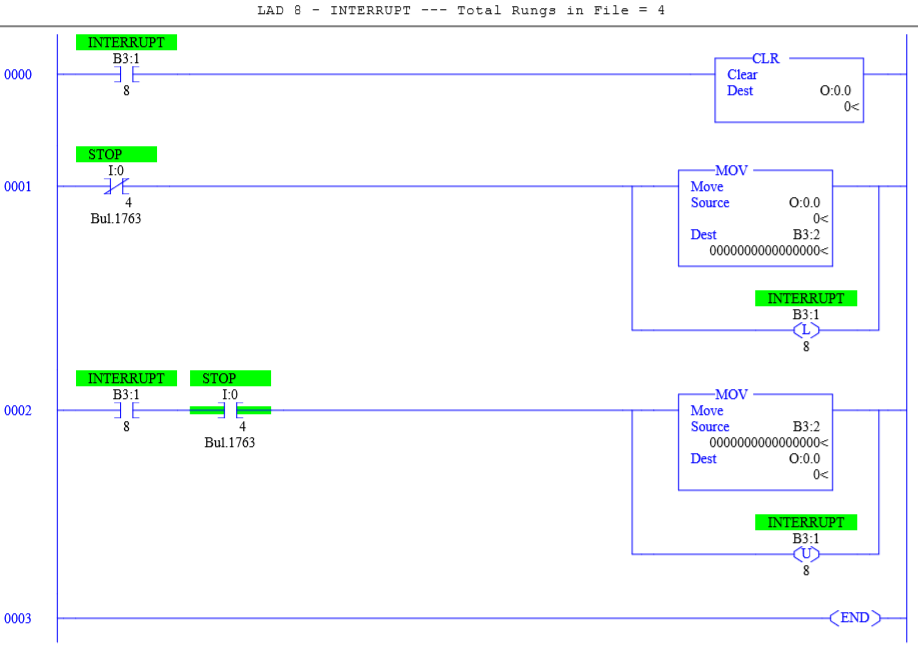 LAD 8 - INTERRUPT --- Total Rungs in File = 4
INTERRUPT
B3:1
0000
8
CLR
Clear
Dest O:0.0
0<
STOP
I:0
0001
4
Bul.1763
MOV
Move
Source O:0.0
0<
Dest B3:2
0000000000000000<
INTERRUPT
B3:1
L
8
INTERRUPT STOP
B3:1 I:0
0002
8 4
Bul.1763
MOV
Move
Source B3:2
0000000000000000<
Dest O:0.0
0<
INTERRUPT
B3:1
U
8
0003
END